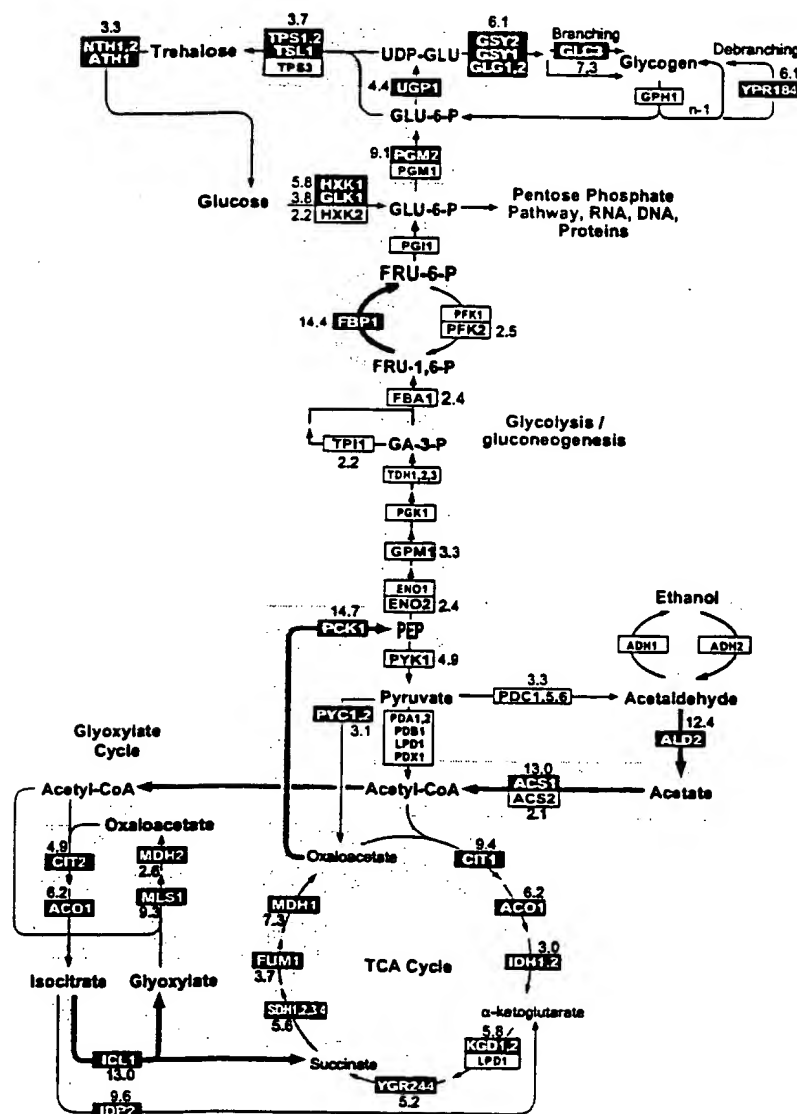 3.3
NTH1,2
ATH1
Trehalose
3.7
TPS1,2
TSL1
TPS3
UDP-GLU
6.1
GSY2
GSY1
GLG1,2
Branching
GLC3
7.3
Glycogen
Debranching
6.1
YPR184
GPH1
n-1
4.4 UGP1
GLU-6-P
9.1 PGM2
PGM1
Glucose
5.8 HXK1
3.8 GLK1
2.2 HXK2
GLU-6-P
Pentose Phosphate
Pathway, RNA, DNA,
Proteins
PGI1
FRU-6-P
14.4 FBP1
PFK1
PFK2 2.5
FRU-1,6-P
FBA1 2.4
Glycolysis /
gluconeogenesis
TPI1
2.2
GA-3-P
TDH1,2,3
PGK1
GPM1 3.3
ENO1
ENO2 2.4
Ethanol
ADH1
ADH2
14.7
PCK1
PEP
PYK1 4.9
Pyruvate
3.3
PDC1,5,6
Acetaldehyde
12.4
ALD2
Acetate
PYC1,2
3.1
PDA1,2
PDB1
LPD1
PDX1
Glyoxylate
Cycle
Acetyl-CoA
Acetyl-CoA
13.0
ACS1
ACS2
2.1
Oxaloacetate
4.9
CIT2
MDH2
2.6
6.2
ACO1
MLS1
9.3
Isocitrate
Glyoxylate
ICL1
13.0
9.6
IDP2
Oxaloacetate
9.4
CIT1
6.2
ACO1
3.0
IDH1,2
α-ketoglutarate
5.8
KGD1,2
LPD1
YGR244
5.2
Succinate
SDH1,2,3,4
5.6
FUM1
3.7
MDH1
7.3
TCA Cycle